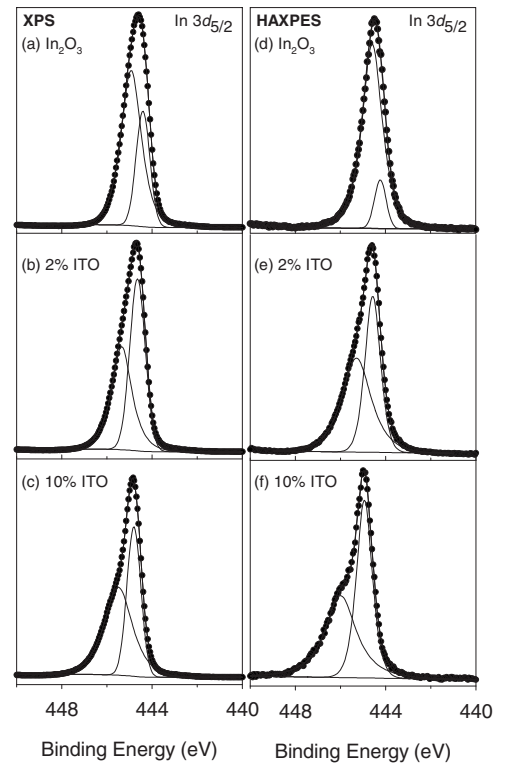 XPS In 3d5/2
(a) In2O3
HAXPES In 3d5/2
(d) In2O3
(b) 2% ITO
(e) 2% ITO
(c) 10% ITO
(f) 10% ITO
448 444 440 448 444 440
Binding Energy (eV) Binding Energy (eV)